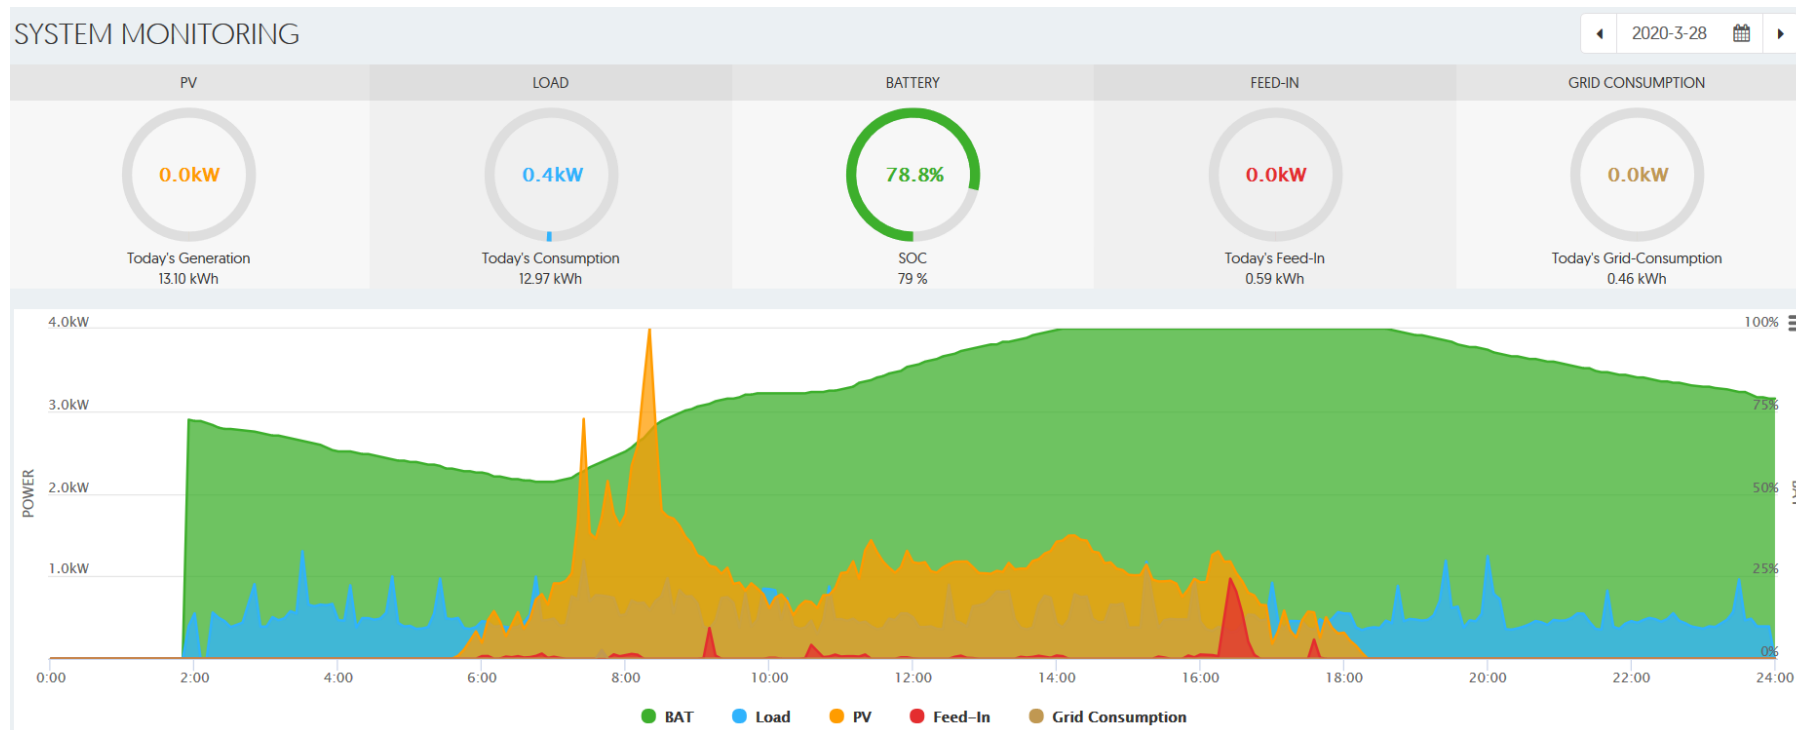 SYSTEM MONITORING
2020-3-28
PV
LOAD
BATTERY
FEED-IN
GRID CONSUMPTION
0.0kW
0.4kW
78.8%
0.0kW
0.0kW
Today's Generation
Today's Consumption
SOC
Today's Feed-In
Today's Grid-Consumption
13.10 kWh
12.97 kWh
79 %
0.59 kWh
0.46 kWh
4.0kW
100%
3.0kW
75%
2.0kW
50%
1.0kW
25%
0%
POWER
0:00
2:00
4:00
6:00
8:00
10:00
12:00
14:00
16:00
18:00
20:00
22:00
24:00
BAT
Load
PV
Feed-In
Grid Consumption